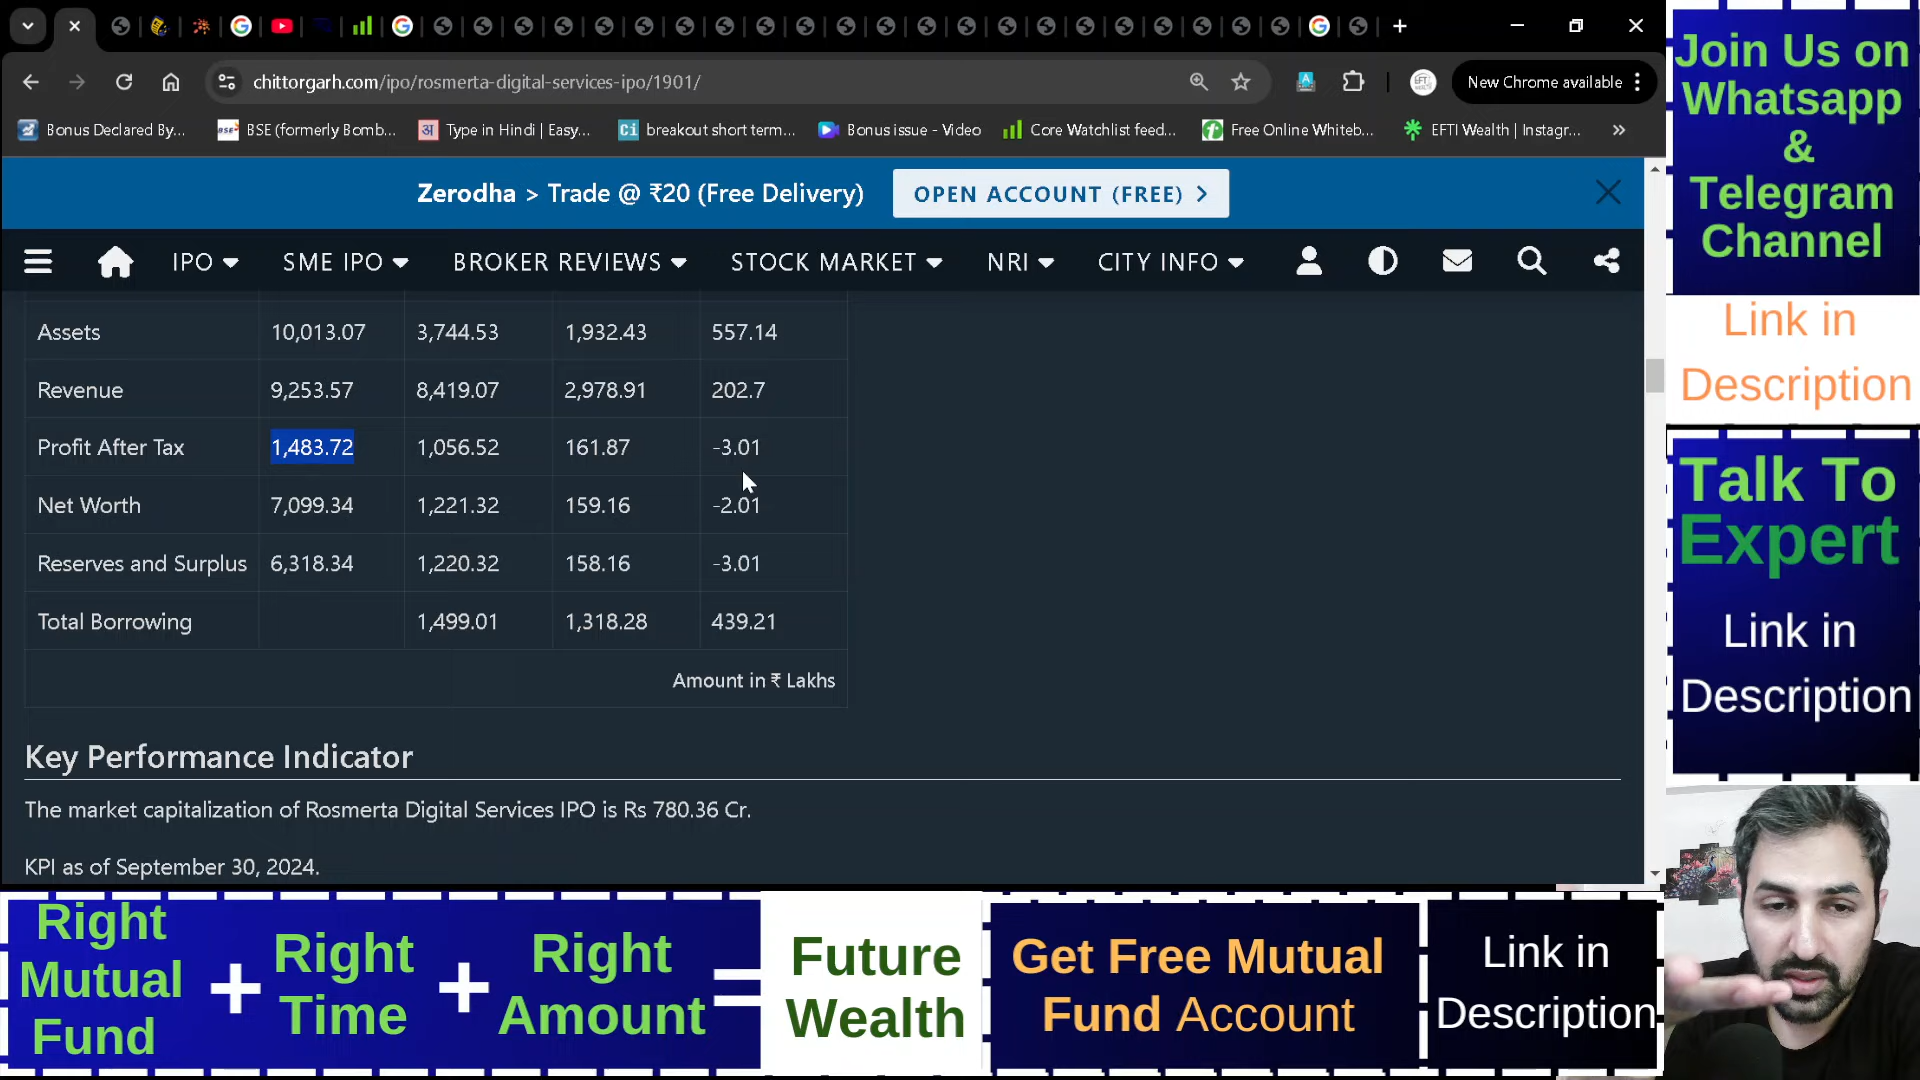 New Chrome available
chittorgarh.com/ipo/rosmerta-digital-services-ipo/1901/
Bonus Declared By... BSE (formerly Bomb... Type in Hindi | Easy... breakout short term... Bonus issue - Video Core Watchlist feed... Free Online Whiteb... EFTI Wealth | Instagr... »
Zerodha > Trade @ ₹20 (Free Delivery) OPEN ACCOUNT (FREE)
IPO SME IPO BROKER REVIEWS STOCK MARKET NRI CITY INFO
Assets 10,013.07 3,744.53 1,932.43 557.14
Revenue 9,253.57 8,419.07 2,978.91 202.7
Profit After Tax 1,483.72 1,056.52 161.87 -3.01
Net Worth 7,099.34 1,221.32 159.16 -2.01
Reserves and Surplus 6,318.34 1,220.32 158.16 -3.01
Total Borrowing 1,499.01 1,318.28 439.21
Amount in ₹ Lakhs
Key Performance Indicator
The market capitalization of Rosmerta Digital Services IPO is Rs 780.36 Cr.
KPI as of September 30, 2024.
Join Us on
Whatsapp
&
Telegram
Channel
Link in
Description
Talk To
Expert
Link in
Description
Right
Mutual
Fund
+
Right
Time
+
Right
Amount
=
Future
Wealth
Get Free Mutual
Fund Account
Link in
Description